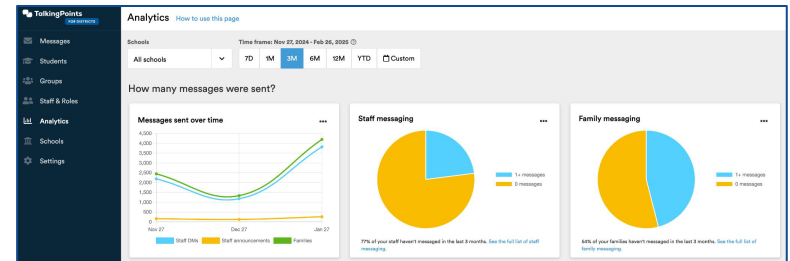 TalkingPoints
FOR DISTRICTS
Messages
Students
Groups
Staff & Roles
Analytics
Schools
Settings
Analytics How to use this page
Schools
All schools
Time frame: Nov 27, 2024 - Feb 26, 2025
7D 1M 3M 6M 12M YTD Custom
How many messages were sent?
Messages sent over time
4,500
4,000
3,500
3,000
2,500
2,000
1,500
1,000
500
0
Nov 27 Dec 27 Jan 27
Staff DMs Staff announcements Families
Staff messaging
1+ messages
0 messages
77% of your staff haven't messaged in the last 3 months. See the full list of staff
messaging.
Family messaging
1+ messages
0 messages
54% of your families haven't messaged in the last 3 months. See the full list of
family messaging.